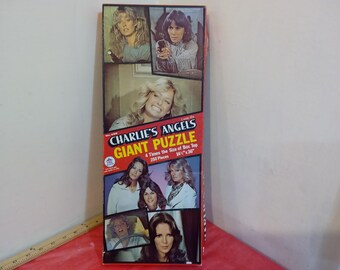 CHARLIE'S ANGELS
GIANT PUZZLE
4 Times the Size of Box Top
250 Pieces